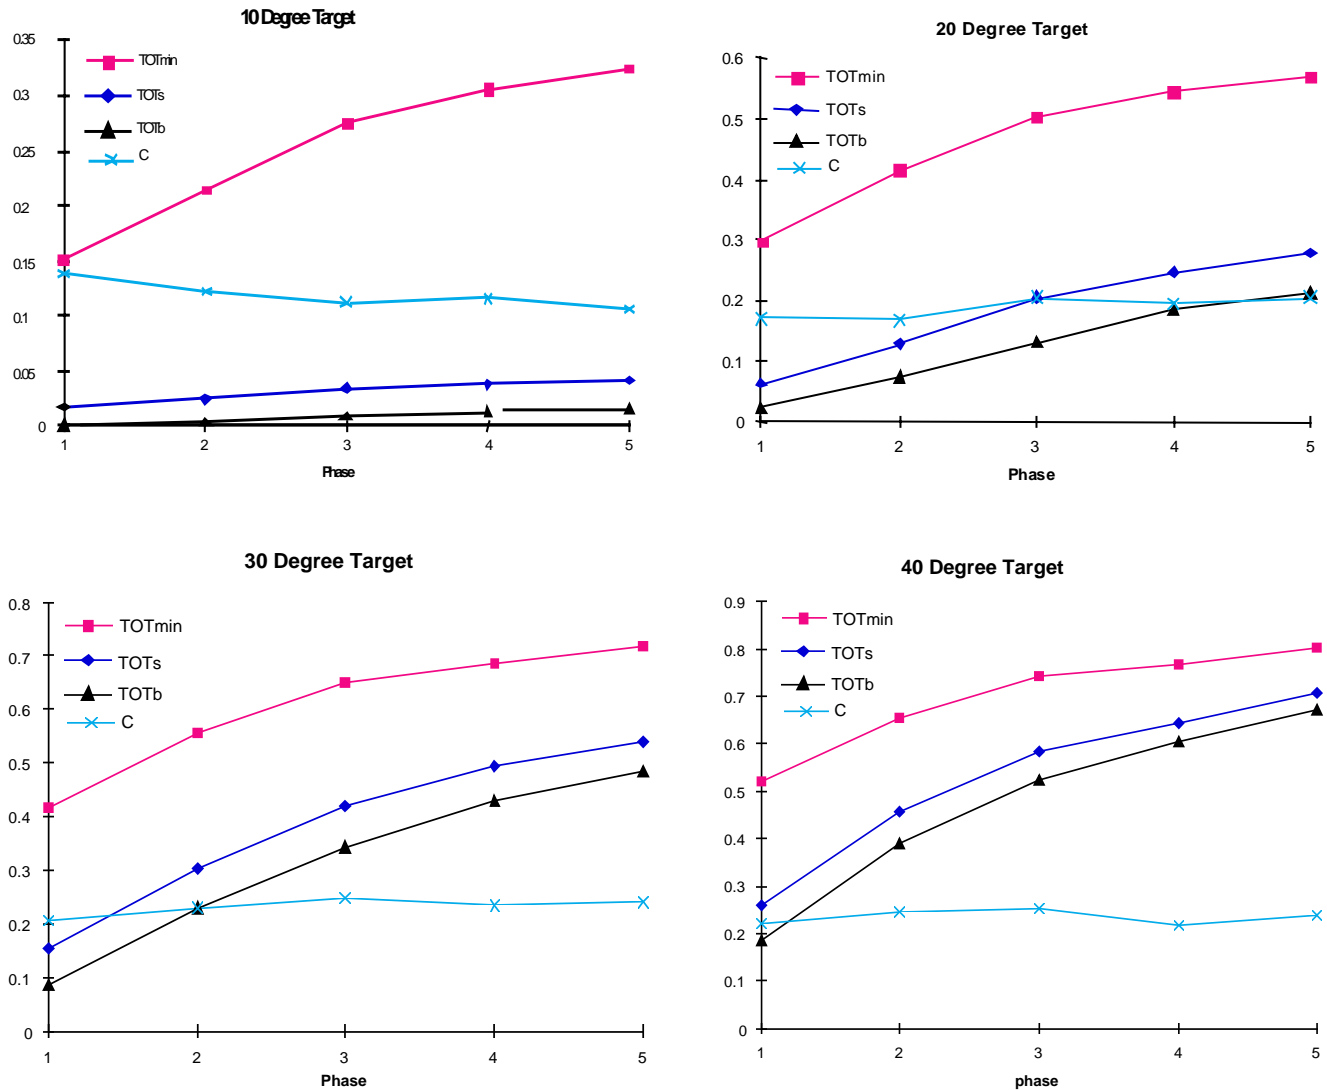 10 Degree Target
0.35
0.3
0.25
0.2
0.15
0.1
0.05
0
TOTmin
TOTs
TOTb
C
1 2 3 4 5
Phase
20 Degree Target
0.6
0.5
0.4
0.3
0.2
0.1
0
TOTmin
TOTs
TOTb
C
1 2 3 4 5
Phase
30 Degree Target
0.8
0.7
0.6
0.5
0.4
0.3
0.2
0.1
0
TOTmin
TOTs
TOTb
C
1 2 3 4 5
Phase
40 Degree Target
0.9
0.8
0.7
0.6
0.5
0.4
0.3
0.2
0.1
0
TOTmin
TOTs
TOTb
C
1 2 3 4 5
phase